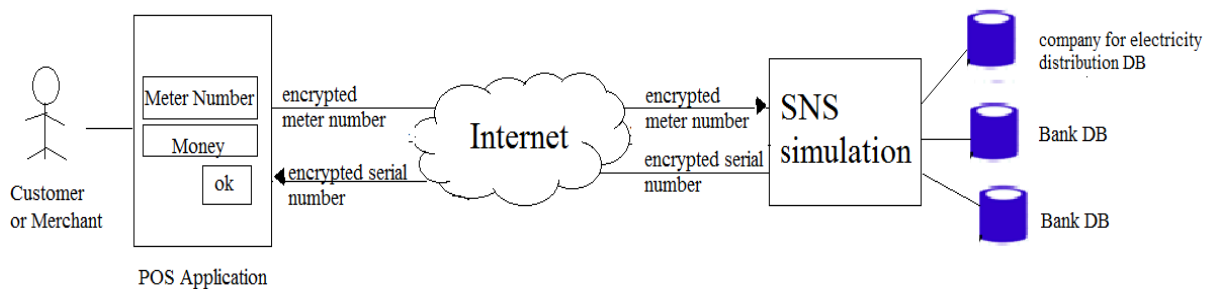 Customer
or Merchant
Meter Number
Money
ok
POS Application
encrypted
meter number
encrypted serial
number
Internet
encrypted
meter number
encrypted serial
number
SNS
simulation
company for electricity
distribution DB
Bank DB
Bank DB